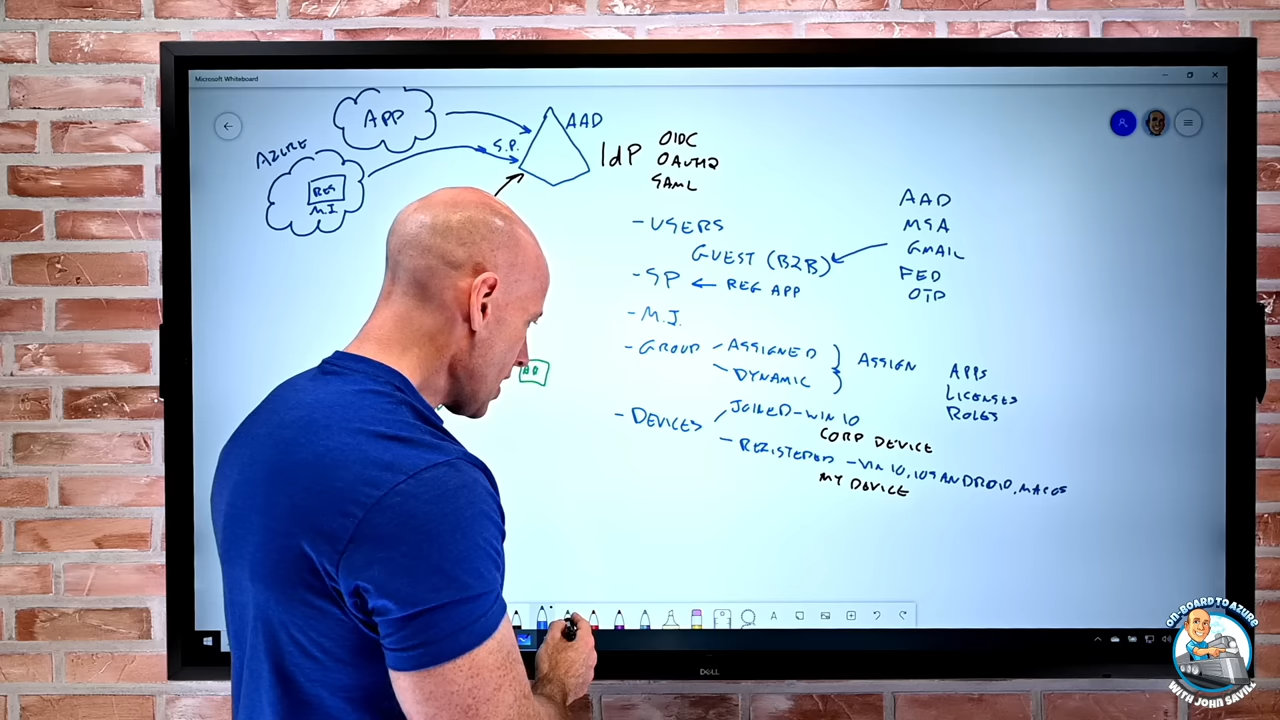 Microsoft Whiteboard
APP
AAD
AZURE
S.P.
IdP
OIDC
OAUTH2
SAML
RES
M.I
- USERS
GUEST (B2B)
AAD
MSA
GMAIL
FED
OTP
- SP ← REG APP
- M.I.
- GROUP - ASSIGNED
- DYNAMIC
ASSIGN
APPS
LICENSES
ROLES
- DEVICES
JOINED - WIN 10
CORP DEVICE
- REGISTERED - WIN 10, IOS ANDROID, MACOS
MY DEVICE
DELL
ON-BOARD TO AZURE
WITH JOHN SAVILL